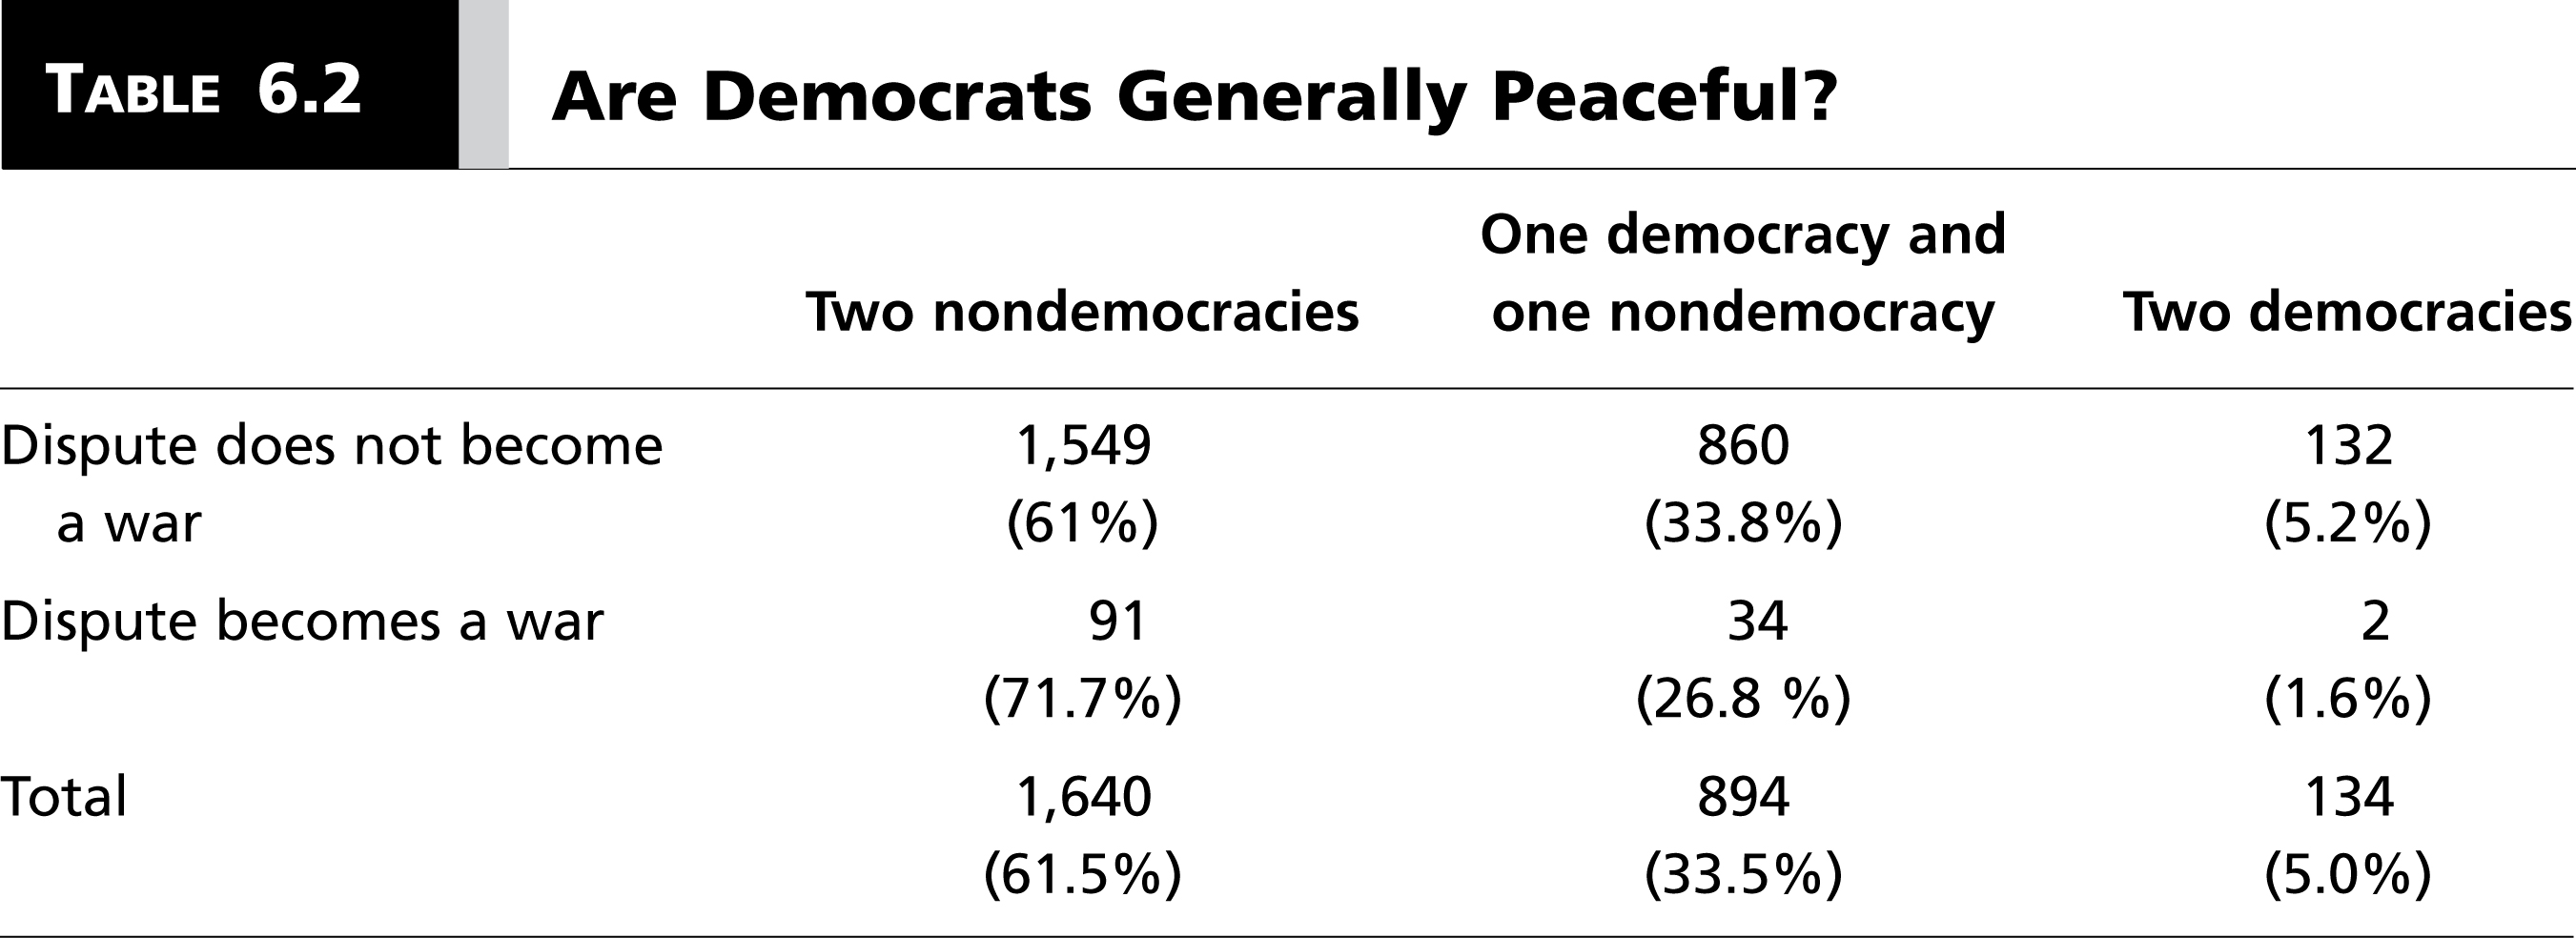 TABLE 6.2 Are Democrats Generally Peaceful?
One democracy and
Two nondemocracies one nondemocracy Two democracies
Dispute does not become 1,549 860 132
a war (61%) (33.8%) (5.2%)
Dispute becomes a war 91 34 2
(71.7%) (26.8 %) (1.6%)
Total 1,640 894 134
(61.5%) (33.5%) (5.0%)